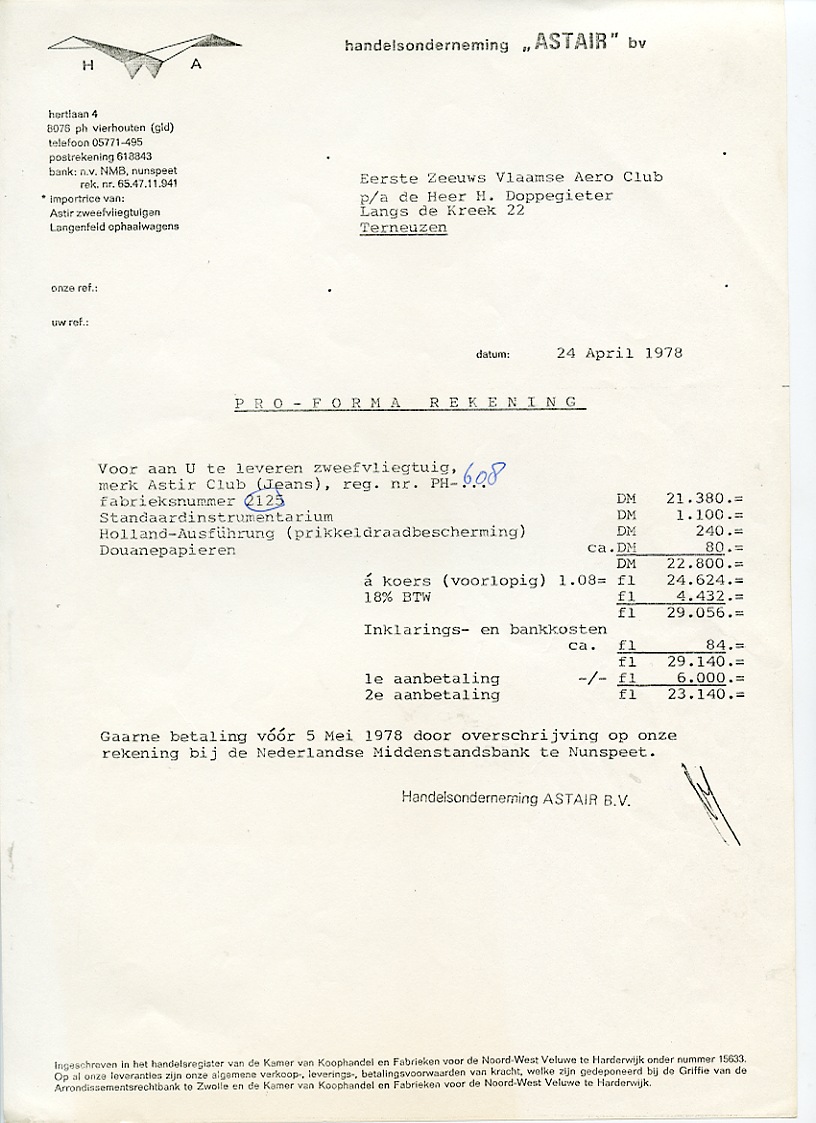 H A
handelsonderneming „ASTAIR" bv
hertlaan 4
8076 ph vierhouten (gld)
telefoon 05771-495
postrekening 618843
bank: n.v. NMB, nunspeet
rek. nr. 65.47.11.941
* importrice van:
Astir zweefvliegtuigen
Langenfeld ophaalwagens
Eerste Zeeuws Vlaamse Aero Club
p/a de Heer H. Doppegieter
Langs de Kreek 22
Terneuzen
onze ref.:
uw ref.:
datum: 24 April 1978
PRO-FORMA REKENING
Voor aan U te leveren zweefvliegtuig,
merk Astir Club (Jeans), reg. nr. PH-... 608
fabrieksnummer 2125 DM 21.380.=
Standaardinstrumentarium DM 1.100.=
Holland-Ausführung (prikkeldraadbescherming) DM 240.=
Douanepapieren ca. DM 80.=
DM 22.800.=
á koers (voorlopig) 1.08= fl 24.624.=
18% BTW fl 4.432.=
fl 29.056.=
Inklarings- en bankkosten
ca. fl 84.=
fl 29.140.=
1e aanbetaling -/- fl 6.000.=
2e aanbetaling fl 23.140.=
Gaarne betaling vóór 5 Mei 1978 door overschrijving op onze
rekening bij de Nederlandse Middenstandsbank te Nunspeet.
Handelsonderneming ASTAIR B.V.
Ingeschreven in het handelsregister van de Kamer van Koophandel en Fabrieken voor de Noord-West Veluwe te Harderwijk onder nummer 15633.
Op al onze leveranties zijn onze algemene verkoop-, leverings-, betalingsvoorwaarden van kracht, welke zijn gedeponeerd bij de Griffie van de
Arrondissementsrechtbank te Zwolle en de Kamer van Koophandel en Fabrieken voor de Noord-West Veluwe te Harderwijk.